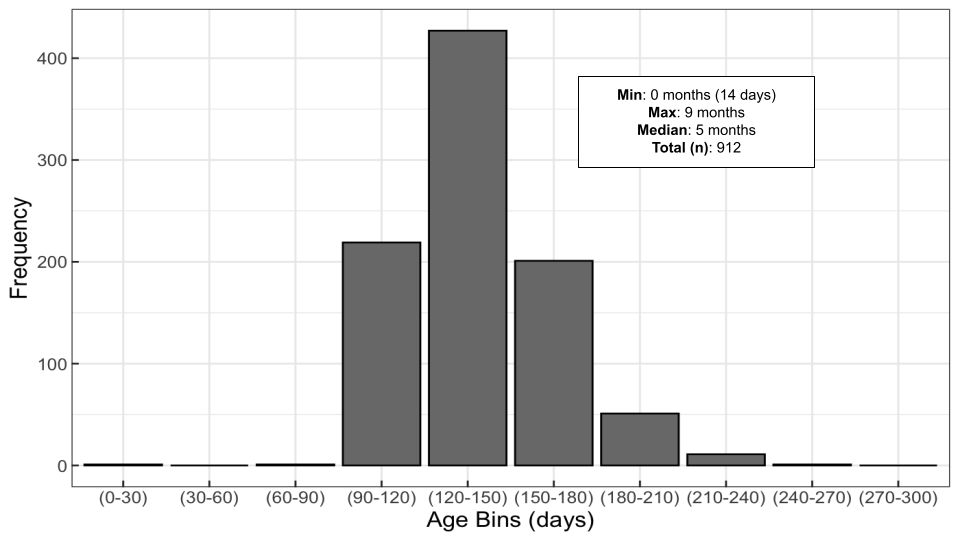 400
300
200
100
0
Frequency
Min: 0 months (14 days)
Max: 9 months
Median: 5 months
Total (n): 912
(0-30) (30-60) (60-90) (90-120) (120-150) (150-180) (180-210) (210-240) (240-270) (270-300)
Age Bins (days)